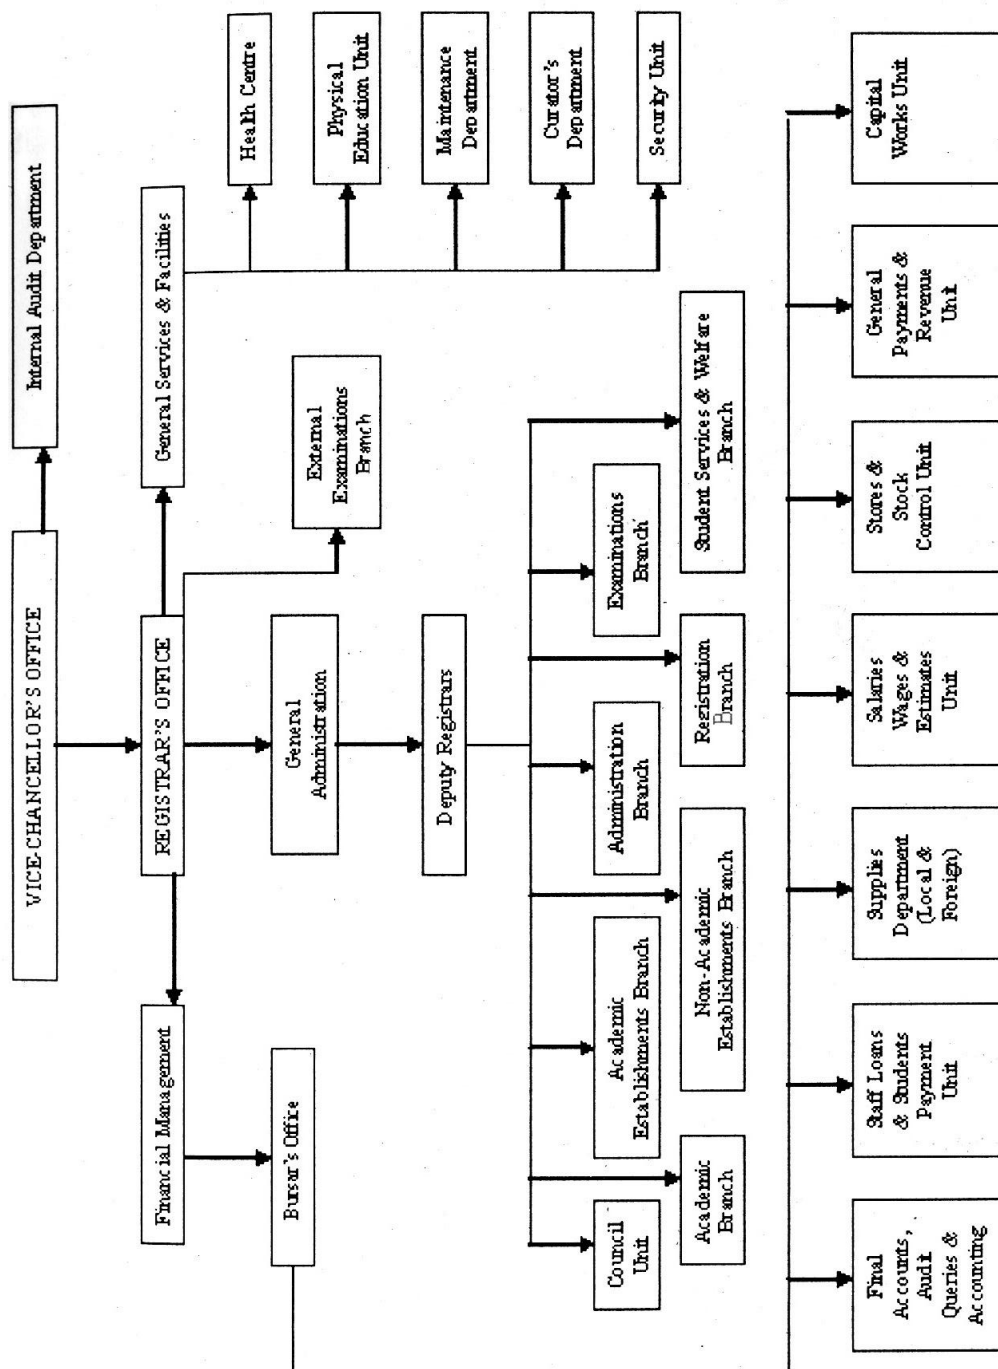 VICE-CHANCELLOR'S OFFICE
Internal Audit Department
Financial Management
REGISTRAR'S OFFICE
General Services & Facilities
Bursar's Office
General
Administration
External
Examinations
Branch
Health Centre
Physical
Education Unit
Maintenance
Department
Curator's
Department
Security Unit
Deputy Registrars
Council
Unit
Academic
Establishments Branch
Administration
Branch
Examinations
Branch
Academic
Branch
Non-Academic
Establishments Branch
Registration
Branch
Student Services & Welfare
Branch
Final
Accounts,
Audit
Queries &
Accounting
Staff Loans
& Students
Payment
Unit
Supplies
Department
(Local &
Foreign)
Salaries
Wages &
Estimates
Unit
Stores &
Stock
Control Unit
General
Payments &
Revenue
Unit
Capital
Works Unit